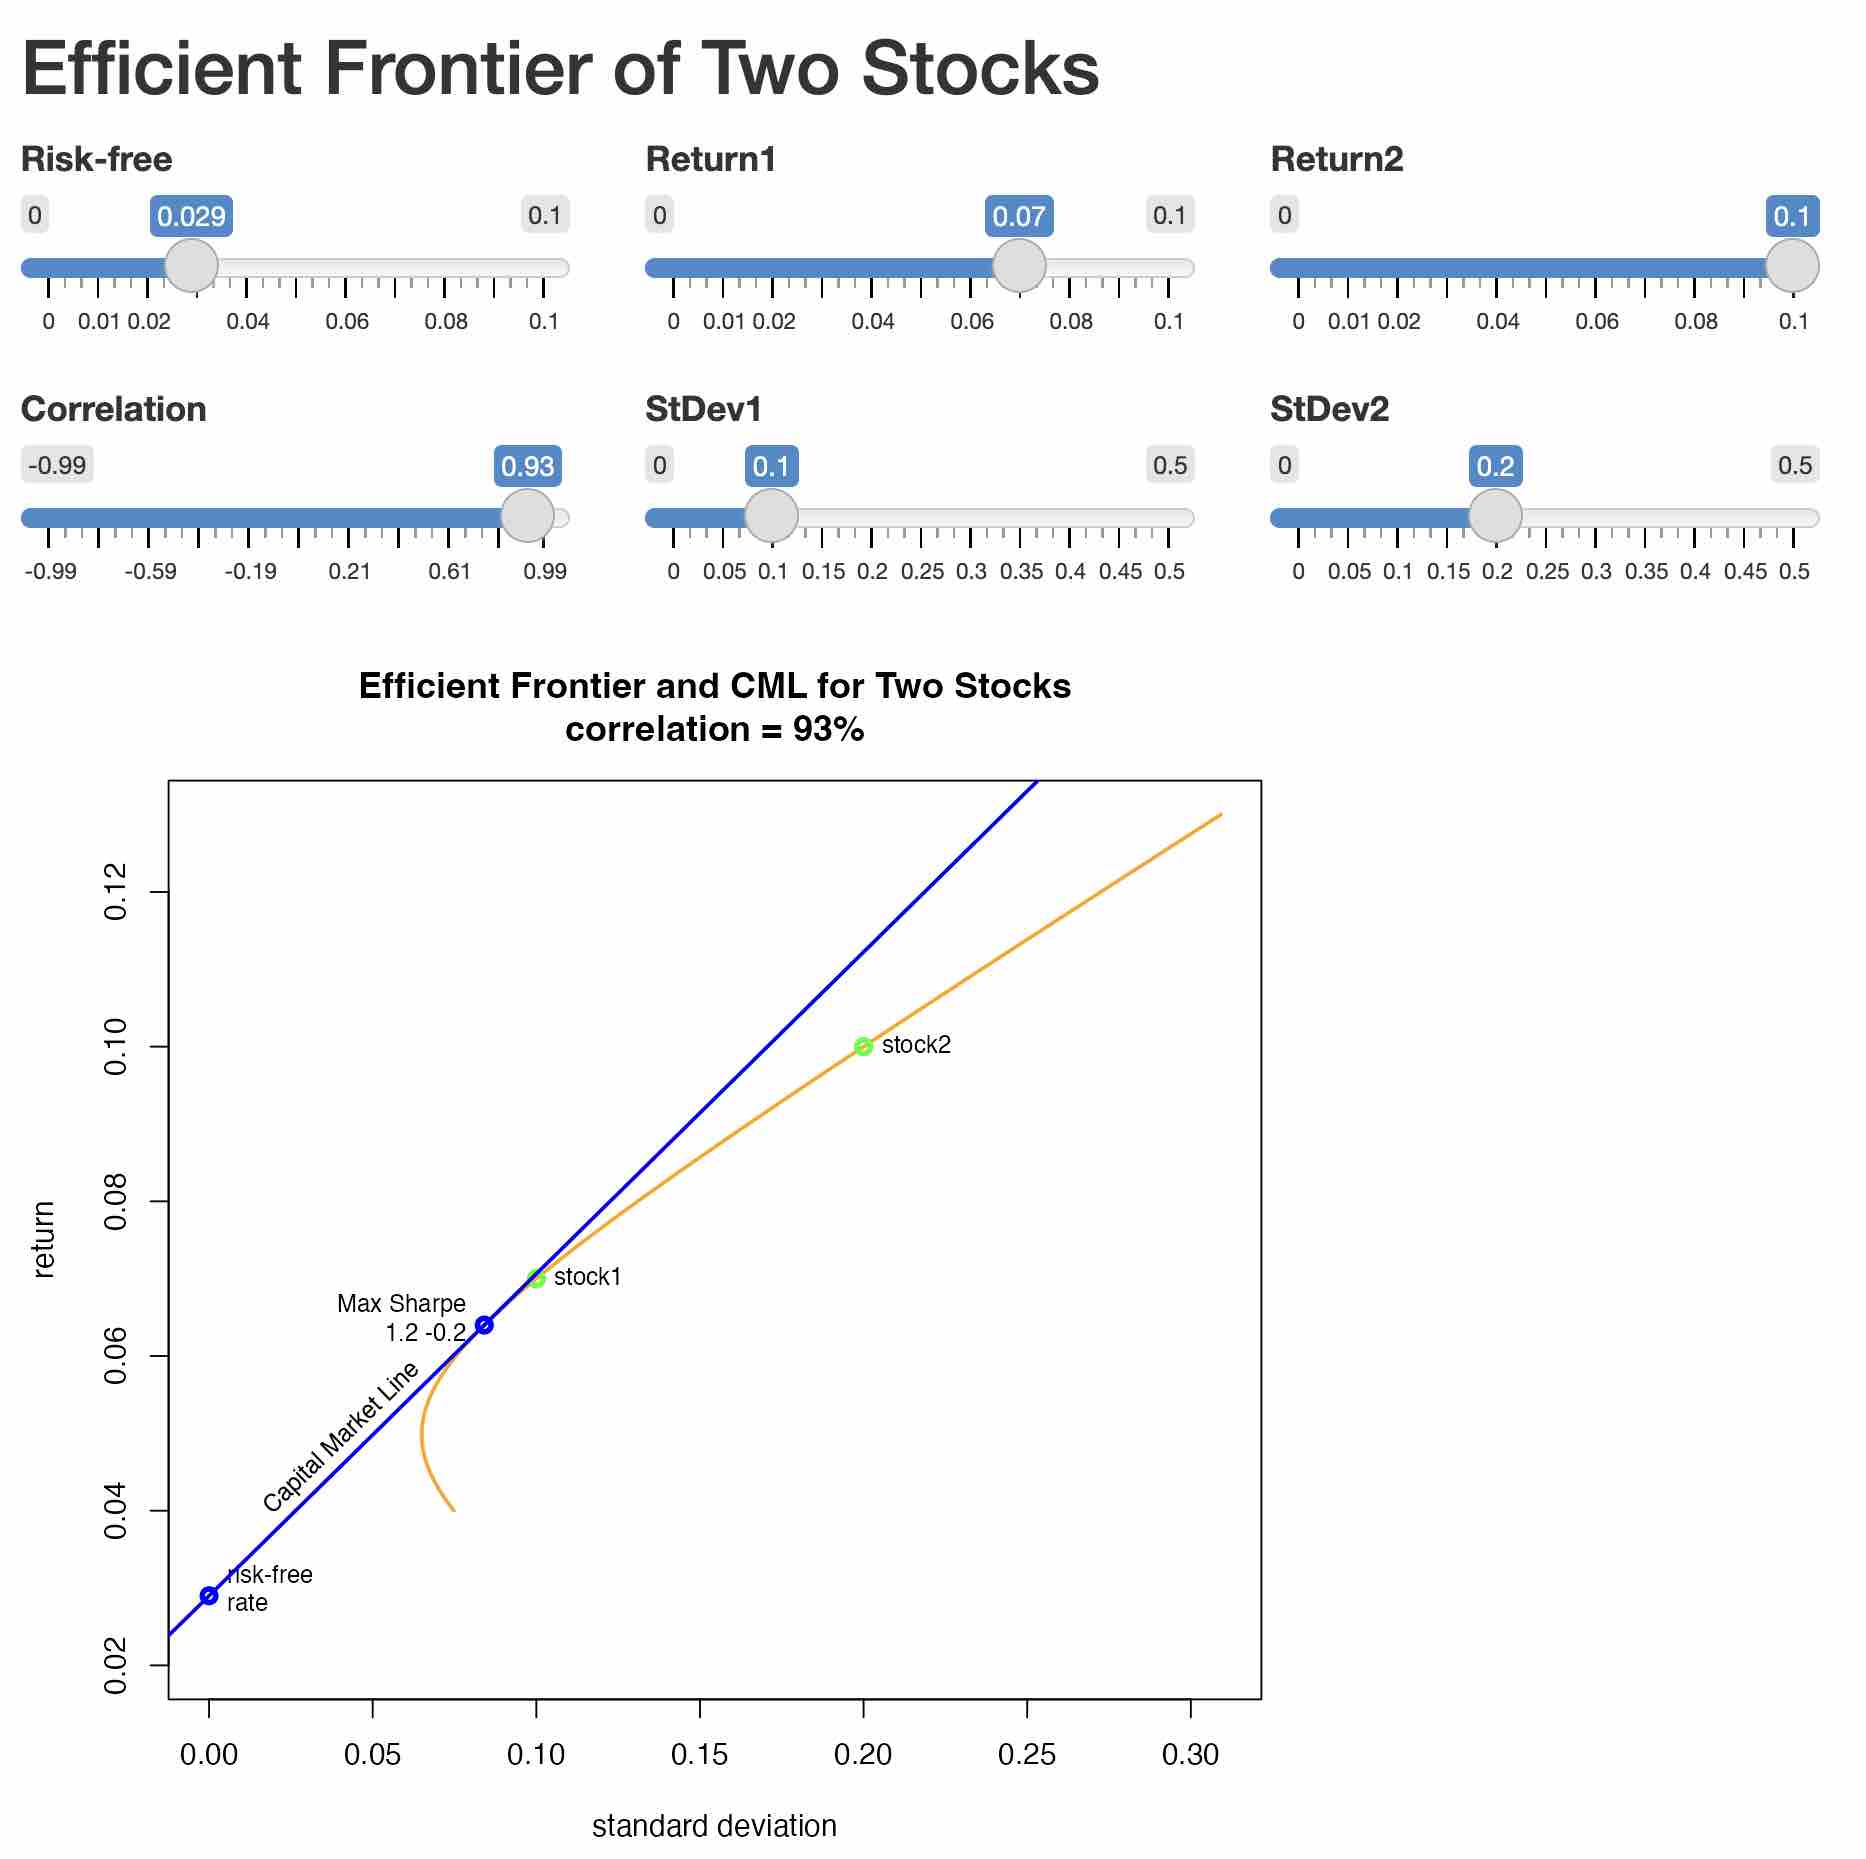 Efficient Frontier of Two Stocks
Risk-free
0 0.029 0.1
0 0.01 0.02 0.04 0.06 0.08 0.1
Return1
0 0.07 0.1
0 0.01 0.02 0.04 0.06 0.08 0.1
Return2
0 0.1
0 0.01 0.02 0.04 0.06 0.08 0.1
Correlation
-0.99 0.93
-0.99 -0.59 -0.19 0.21 0.61 0.99
StDev1
0 0.1 0.5
0 0.05 0.1 0.15 0.2 0.25 0.3 0.35 0.4 0.45 0.5
StDev2
0 0.2 0.5
0 0.05 0.1 0.15 0.2 0.25 0.3 0.35 0.4 0.45 0.5
Efficient Frontier and CML for Two Stocks
correlation = 93%
return
0.12
0.10
0.08
0.06
0.04
0.02
stock2
stock1
Max Sharpe
1.2 -0.2
Capital Market Line
risk-free
rate
0.00 0.05 0.10 0.15 0.20 0.25 0.30
standard deviation